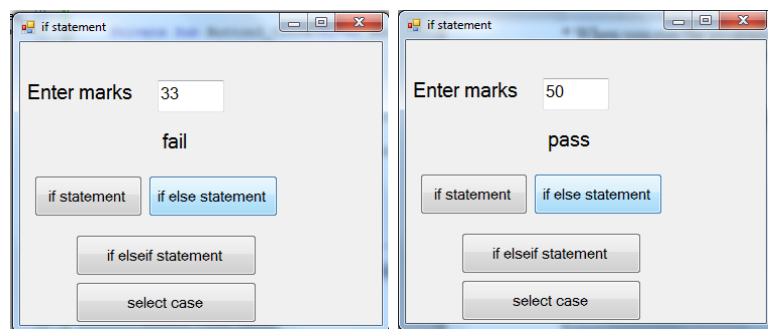 if statement
Enter marks 33
fail
if statement if else statement
if elseif statement
select case
if statement
Enter marks 50
pass
if statement if else statement
if elseif statement
select case